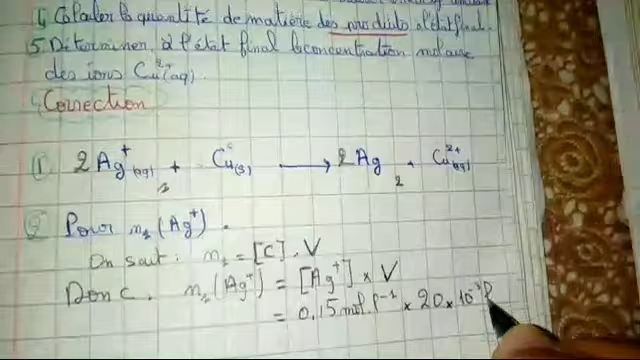 4. Calculer la quantité de matière des produits à l'état final.
5. Déterminer, à l'état final la concentration molaire
des ions Cu²⁺(aq).
Correction
① 2Ag⁺(aq) + Cu(s) → 2Ag + Cu²⁺(aq)
② Pour n₁(Ag⁺).
On sait : n₁ = [C] . V
Donc, n₁(Ag⁺) = [Ag⁺] × V
= 0,15 mol.l⁻¹ × 20 × 10⁻³ l